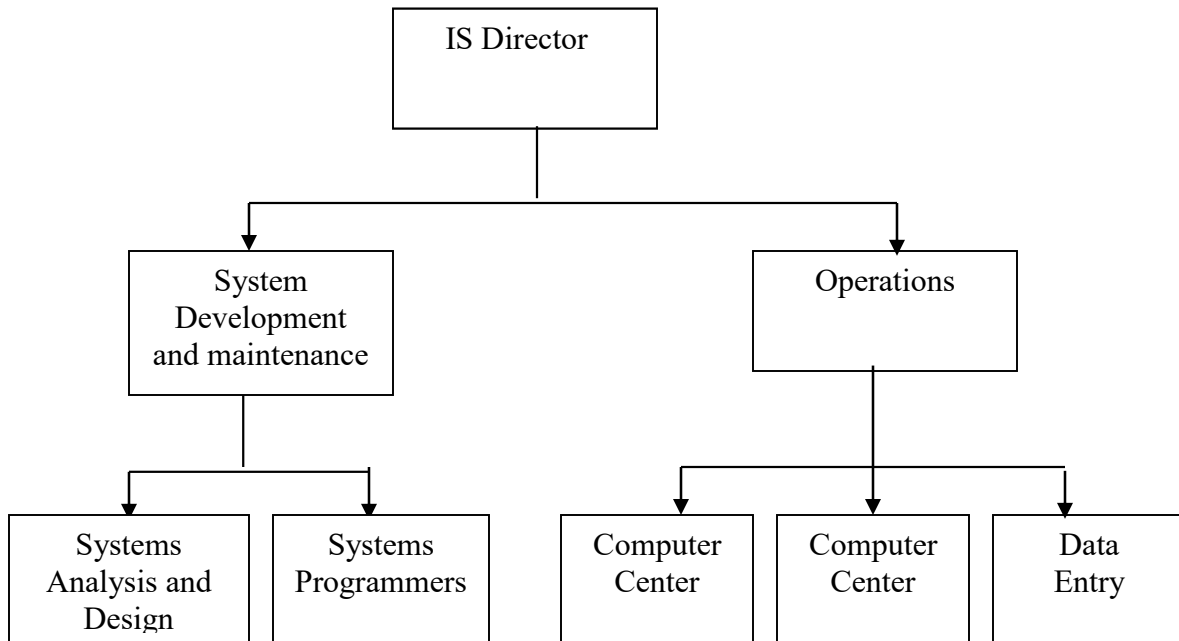 IS Director
System
Development
and maintenance
Operations
Systems
Analysis and
Design
Systems
Programmers
Computer
Center
Computer
Center
Data
Entry